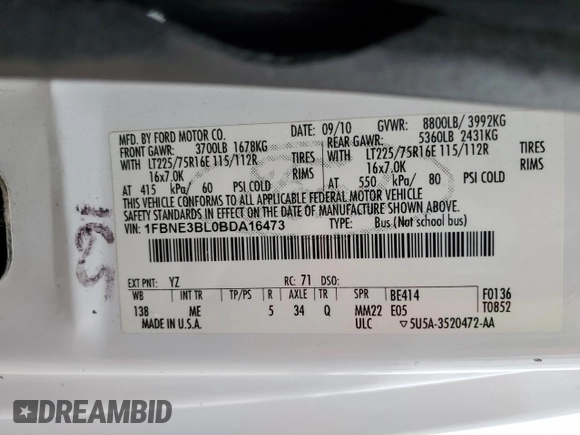 MFD. BY FORD MOTOR CO.
DATE: 09/10 GVWR: 8800LB/ 3992KG
FRONT GAWR: 3700LB 1678KG
REAR GAWR: 5360LB 2431KG
WITH LT225/75R16E 115/112R TIRES
WITH LT225/75R16E 115/112R TIRES
16x7.0K RIMS
16x7.0K RIMS
AT 415 kPa/ 60 PSI COLD
AT 550 kPa/ 80 PSI COLD
THIS VEHICLE CONFORMS TO ALL APPLICABLE FEDERAL MOTOR VEHICLE
SAFETY STANDARDS IN EFFECT ON THE DATE OF MANUFACTURE SHOWN ABOVE.
VIN: 1FBNE3BL0BDA16473 TYPE: Bus (Not school bus)
165
EXT PNT: YZ RC: 71 DSO:
WB INT TR TP/PS R AXLE TR SPR BE414 F0136
138 ME 5 34 Q MM22 E05 T0852
MADE IN U.S.A. ULC ▽5U5A-3520472-AA
DREAMBID